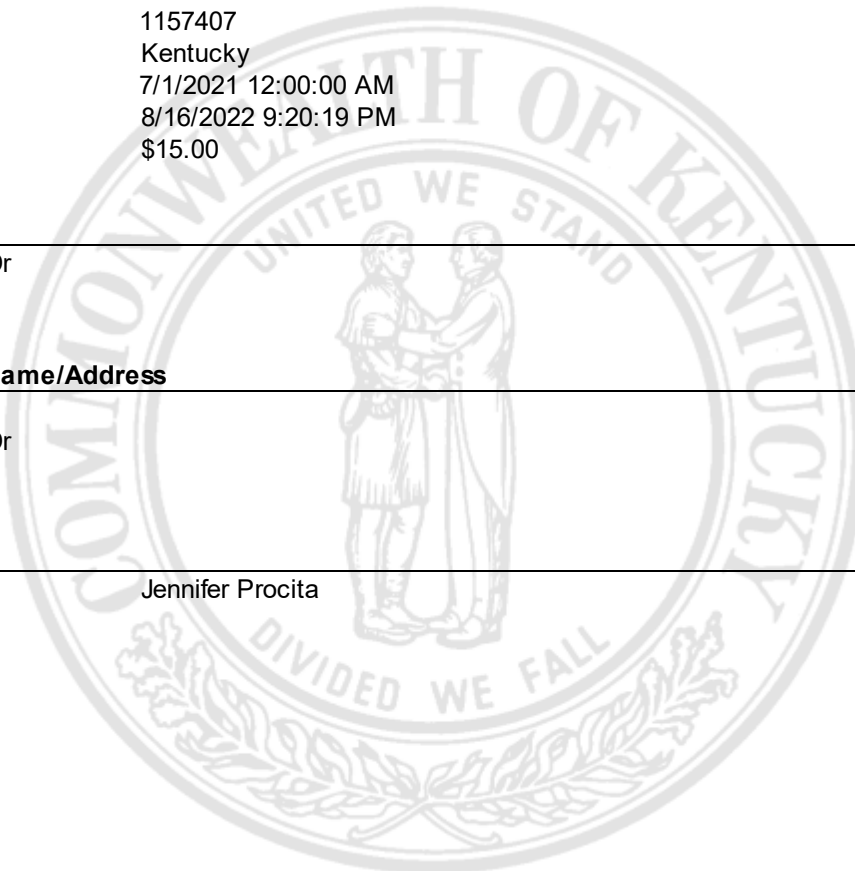 1157407
Kentucky
7/1/2021 12:00:00 AM
8/16/2022 9:20:19 PM
$15.00
COMMONWEALTH OF KENTUCKY
UNITED WE STAND
r
ame/Address
r
Jennifer Procita
DIVIDED WE FALL